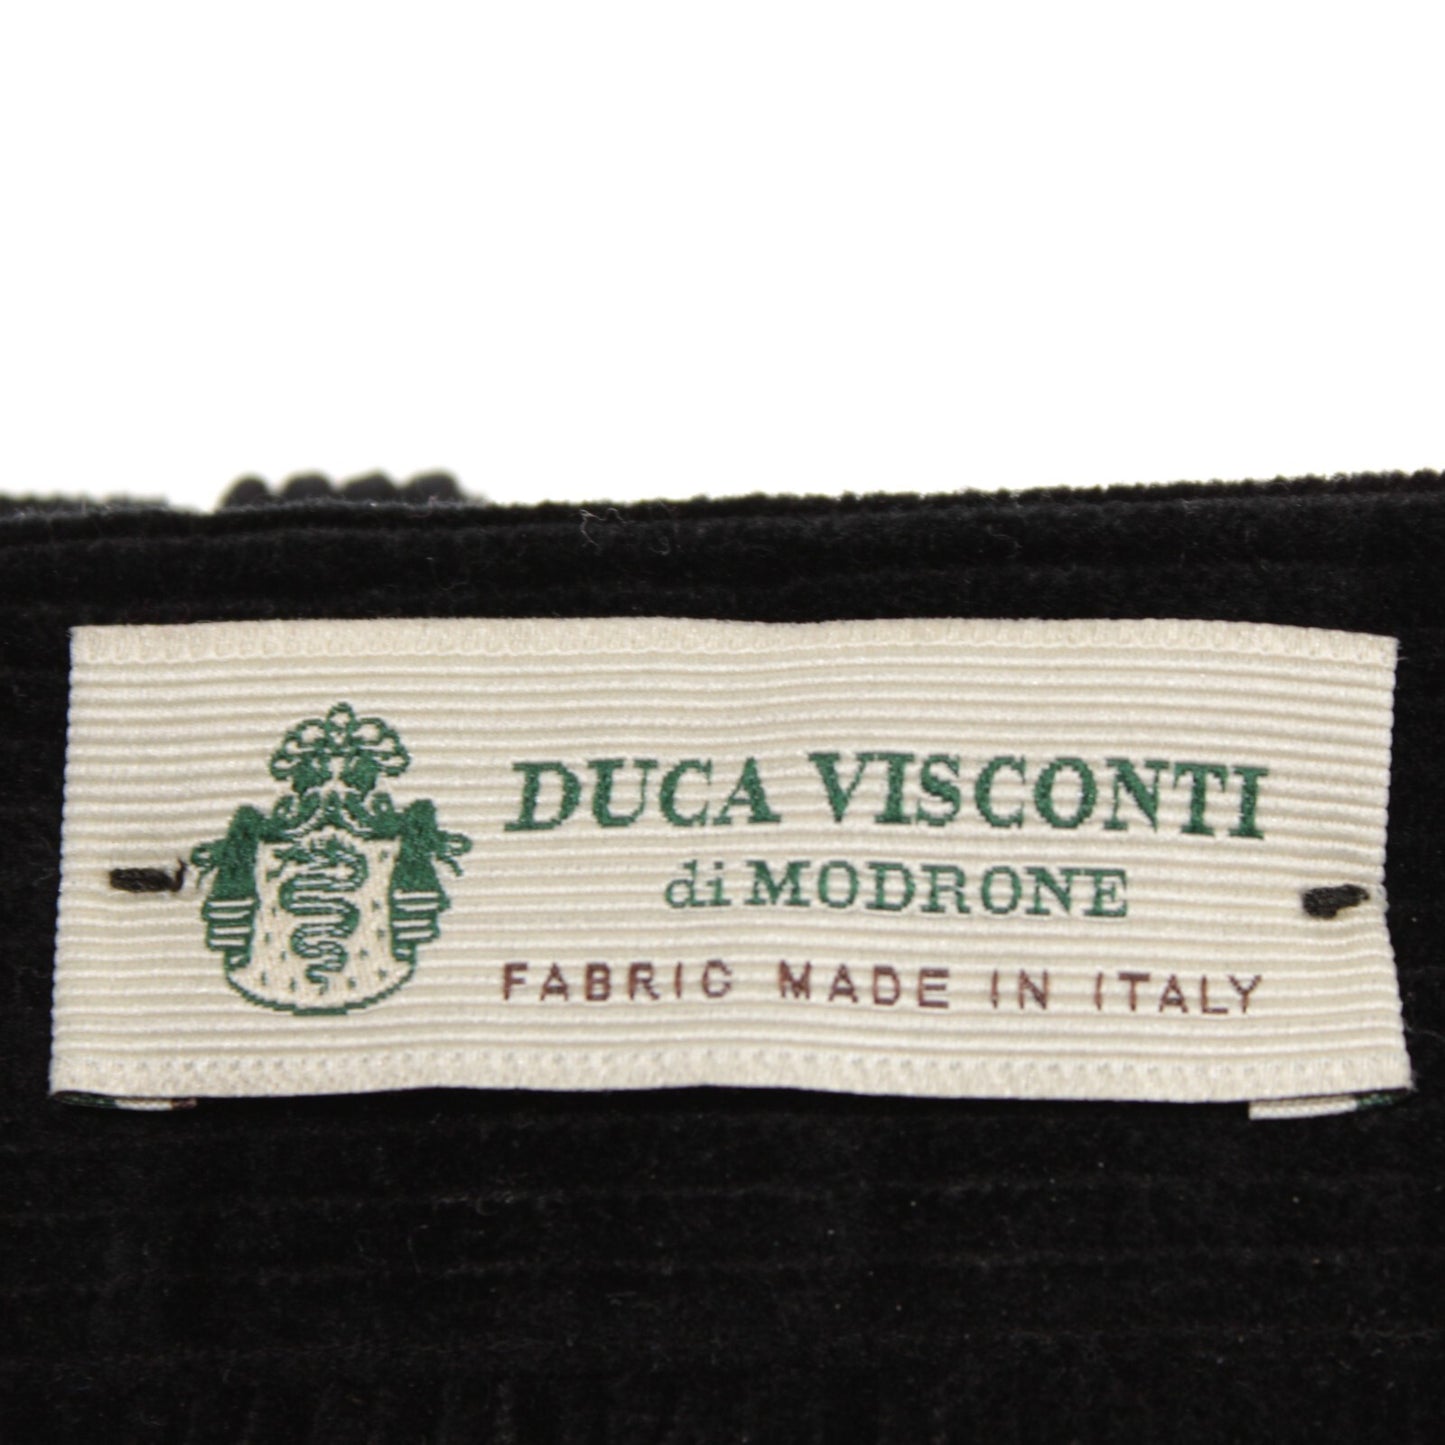 DUCA VISCONTI
di MODRONE
FABRIC MADE IN ITALY